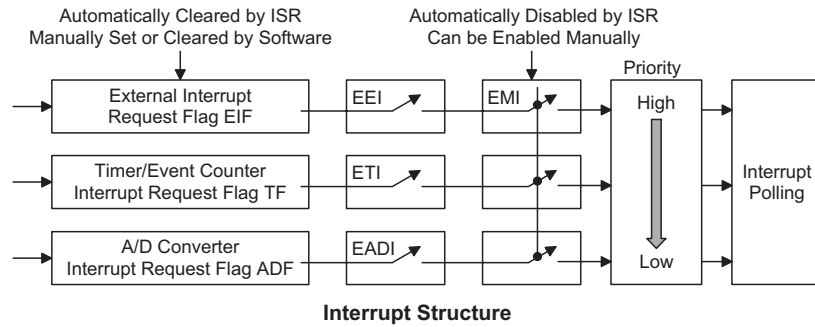 Automatically Cleared by ISR
Manually Set or Cleared by Software
Automatically Disabled by ISR
Can be Enabled Manually
Priority
External Interrupt
Request Flag EIF
EEI
EMI
High
Timer/Event Counter
Interrupt Request Flag TF
ETI
Interrupt
Polling
A/D Converter
Interrupt Request Flag ADF
EADI
Low
Interrupt Structure